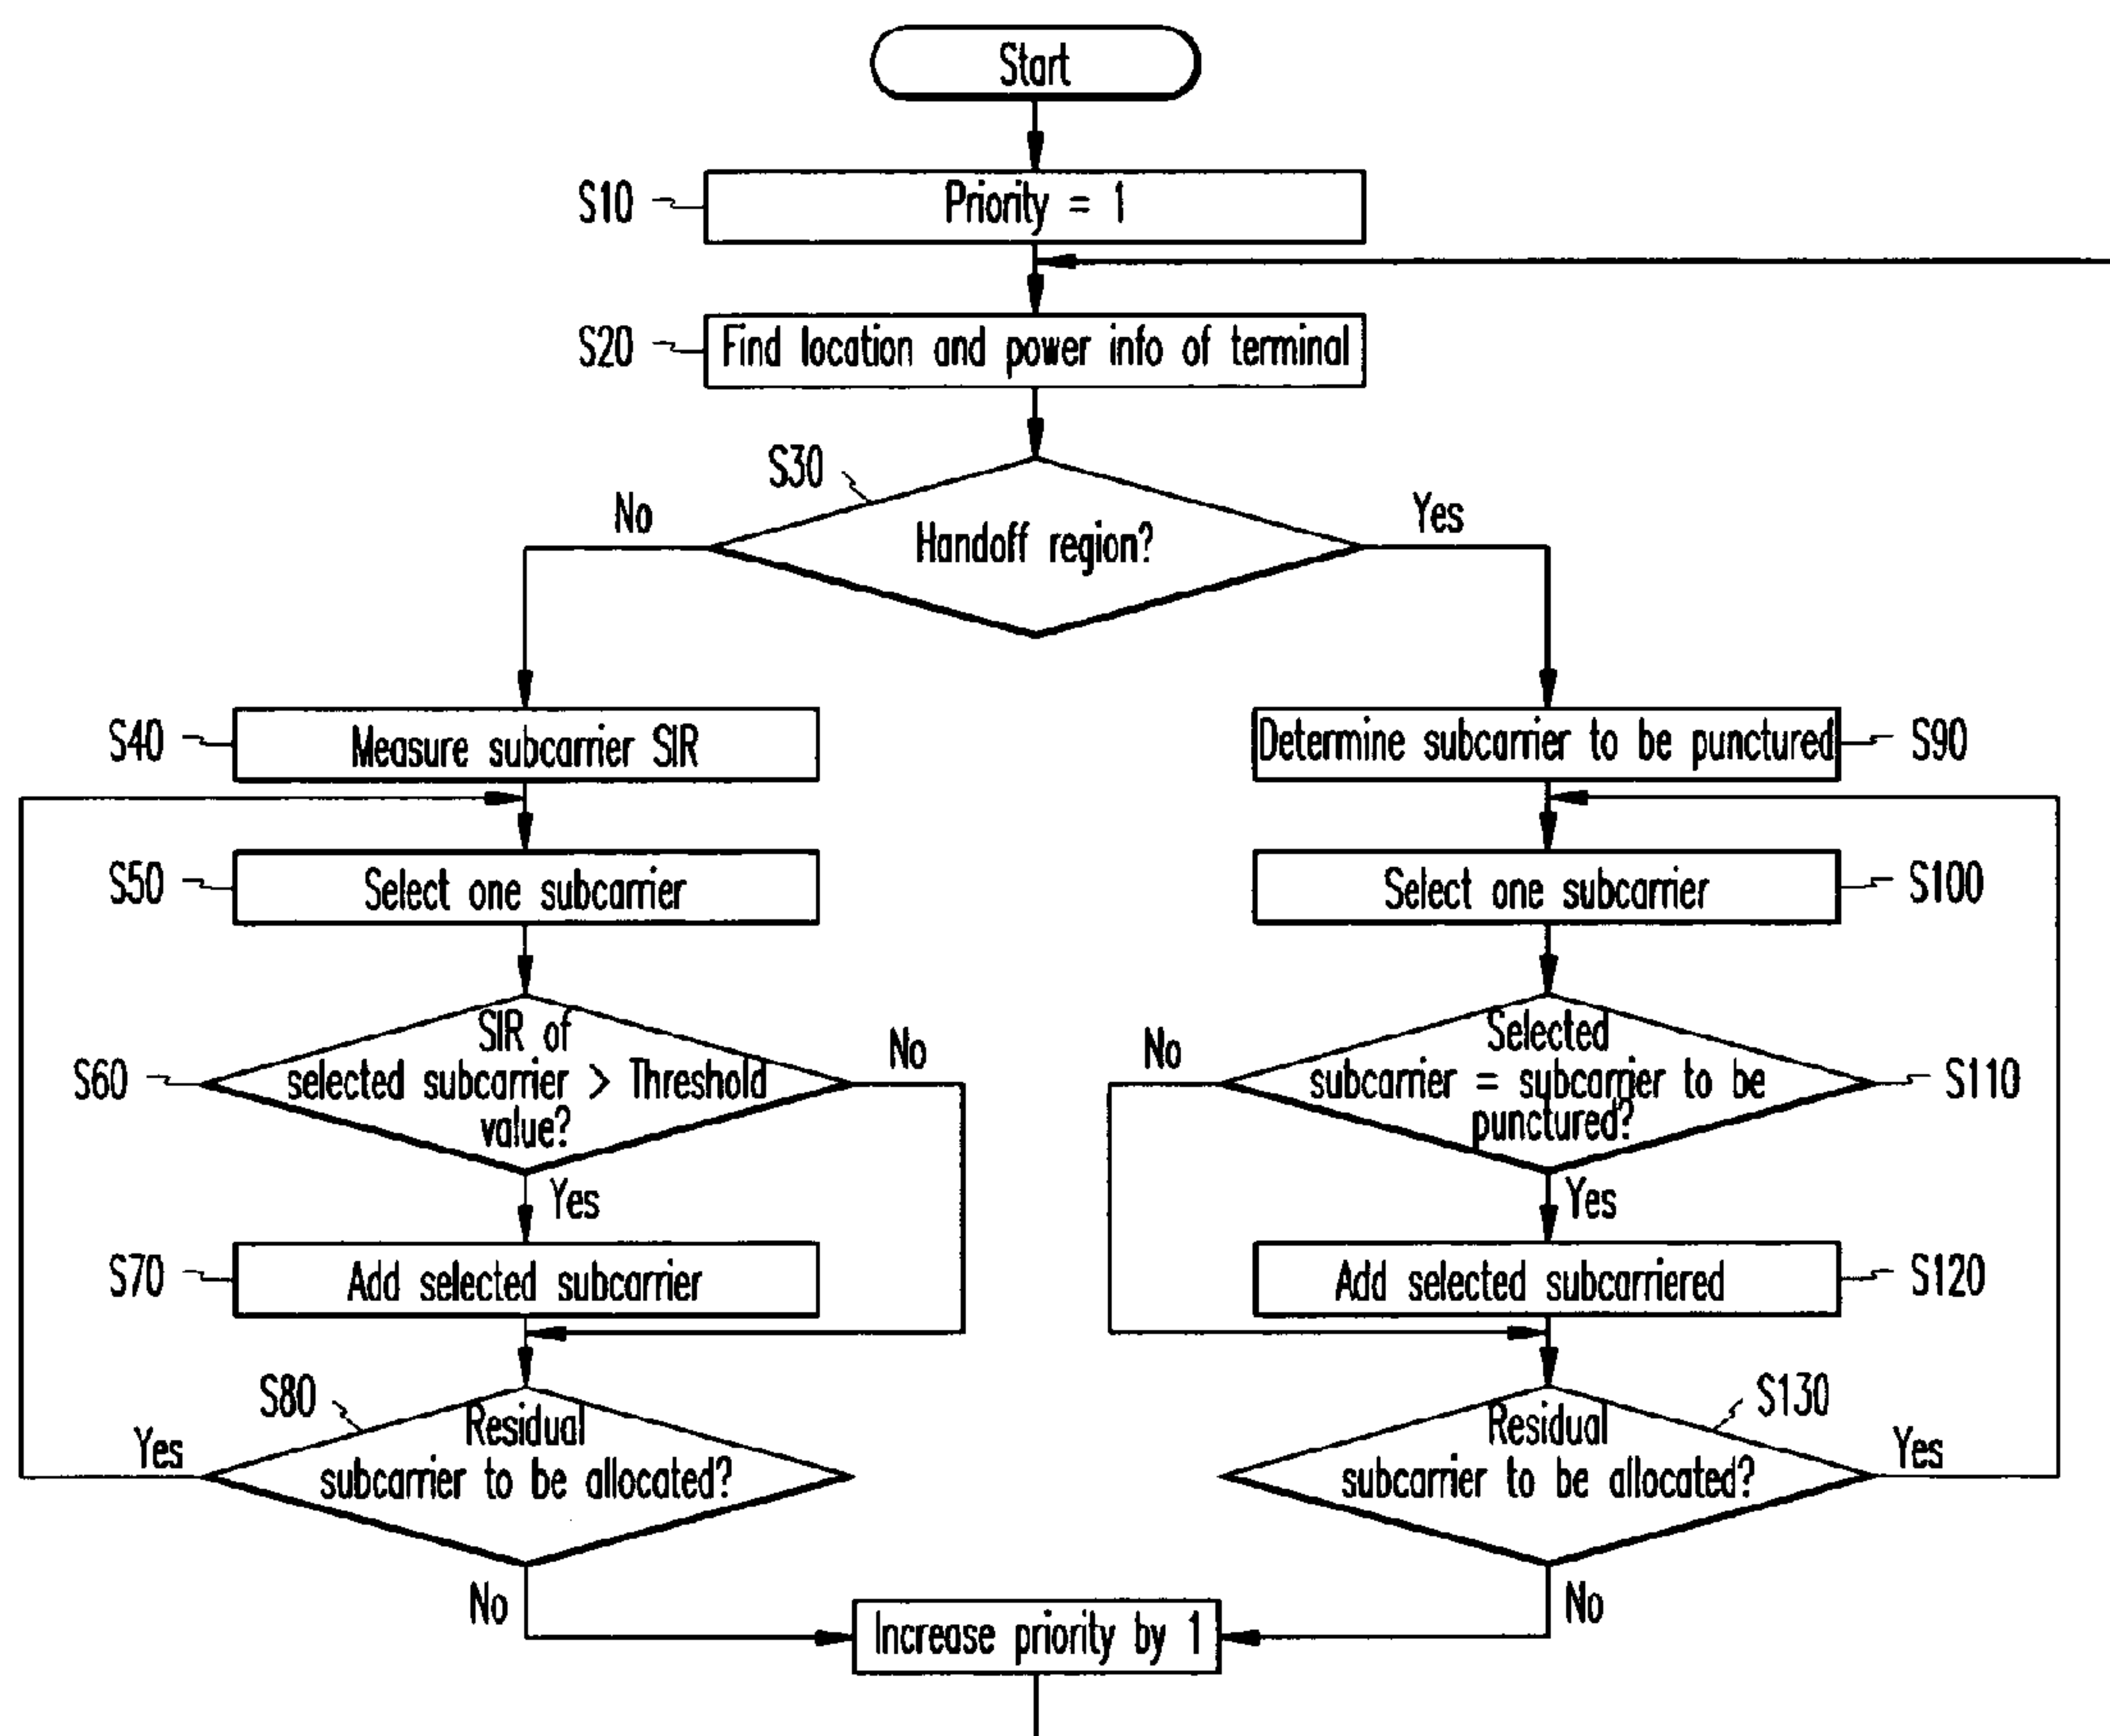 Start
S10
Priority = 1
S20
Find location and power info of terminal
S30
No
Yes
Handoff region?
S40
Measure subcarrier SIR
Determine subcarrier to be punctured
S90
S50
Select one subcarrier
Select one subcarrier
S100
S60
SIR of
selected subcarrier > Threshold
value?
No
No
Selected
subcarrier = subcarrier to be
punctured?
S110
Yes
Yes
S70
Add selected subcarrier
Add selected subcarriered
S120
S80
Yes
Residual
subcarrier to be allocated?
Residual
subcarrier to be allocated?
S130
Yes
No
No
Increase priority by 1